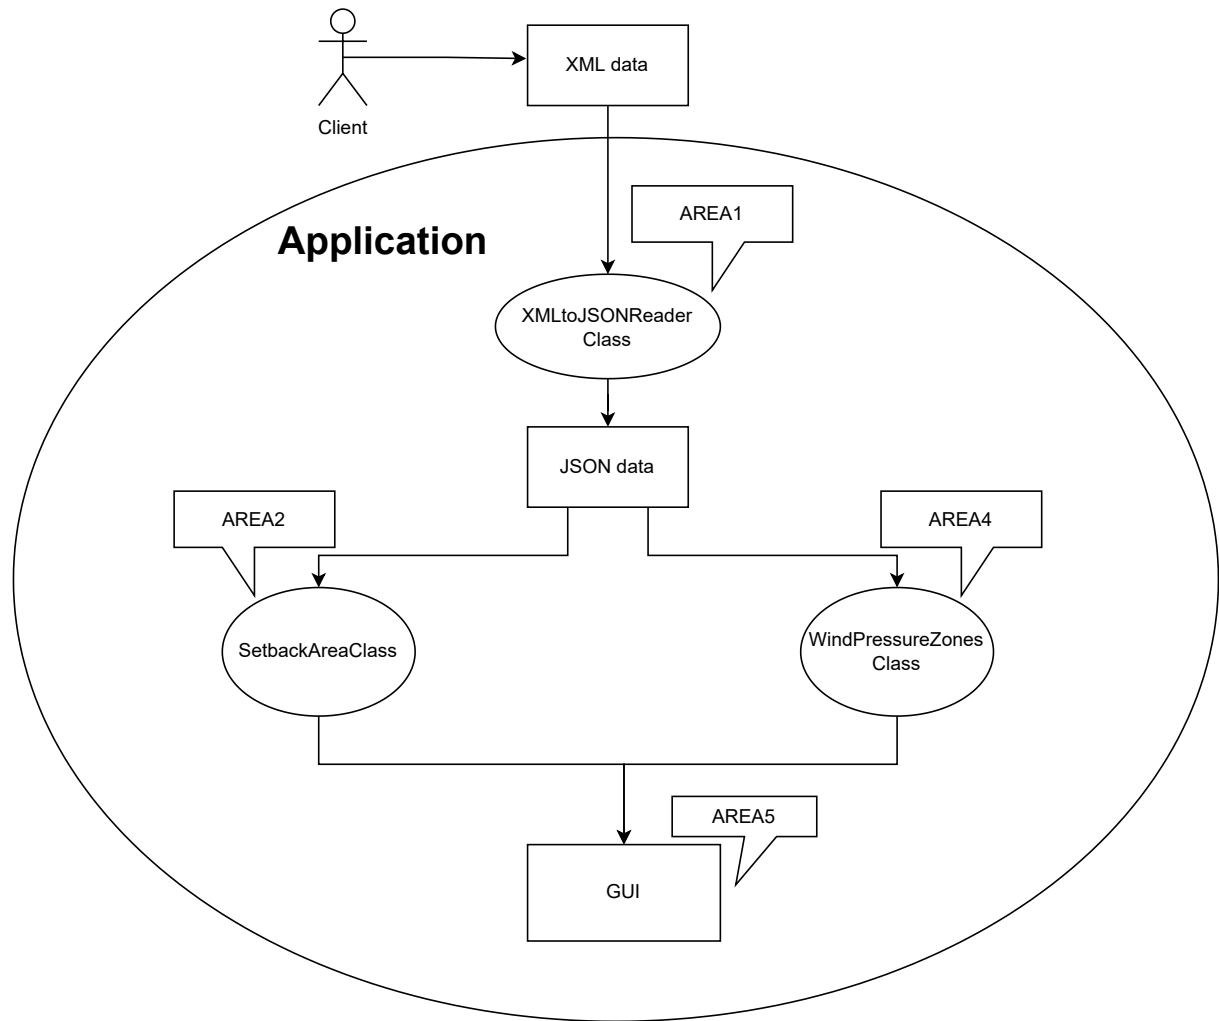 XML data
Client
AREA1
Application
XMLtoJSONReader
Class
JSON data
AREA2
AREA4
SetbackAreaClass
WindPressureZones
Class
AREA5
GUI